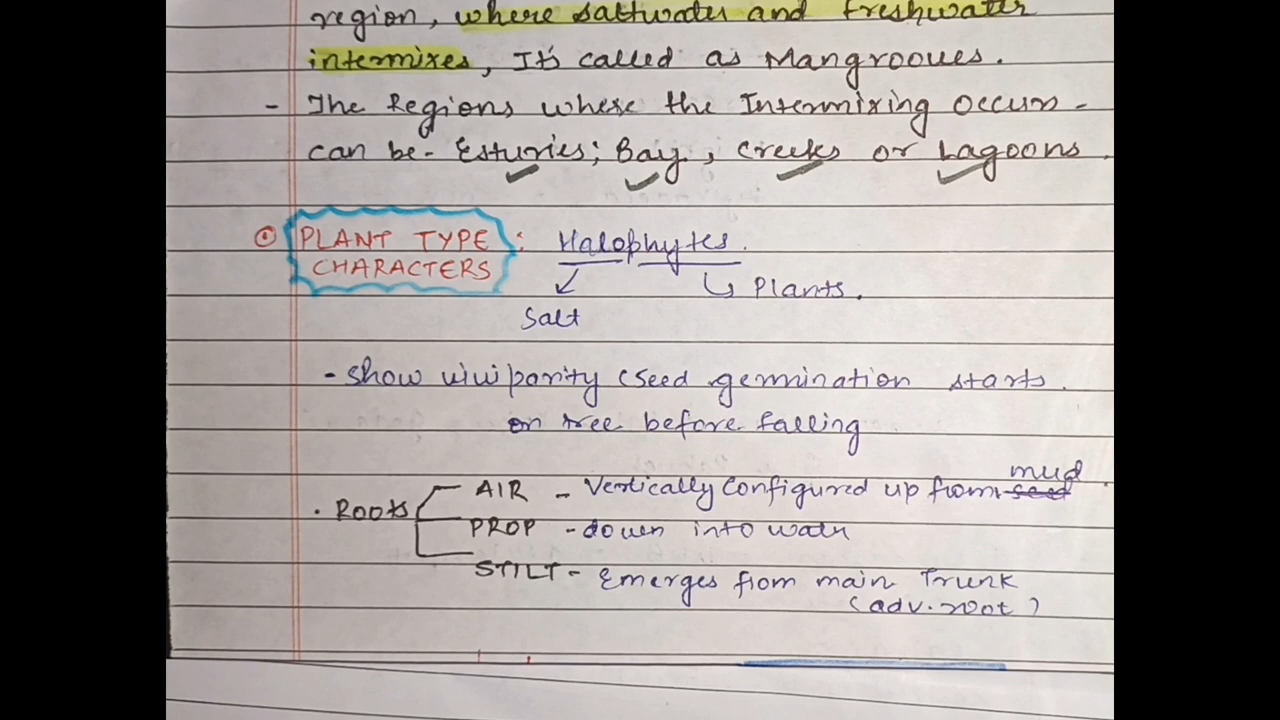 region, where saltwater and freshwater
intermixes, It's called as Mangrooves.
- The Regions where the Intermixing occurs -
can be- Esturies; Bay, creeks or Lagoons.
PLANT TYPE CHARACTERS : Halophytes.
Salt Plants.
- show viviparity (seed germination starts.
on tree before falling
mud
. Roots AIR - Vertically configured up from seed.
PROP - down into watr
STILT - Emerges from main Trunk
(adv. root)